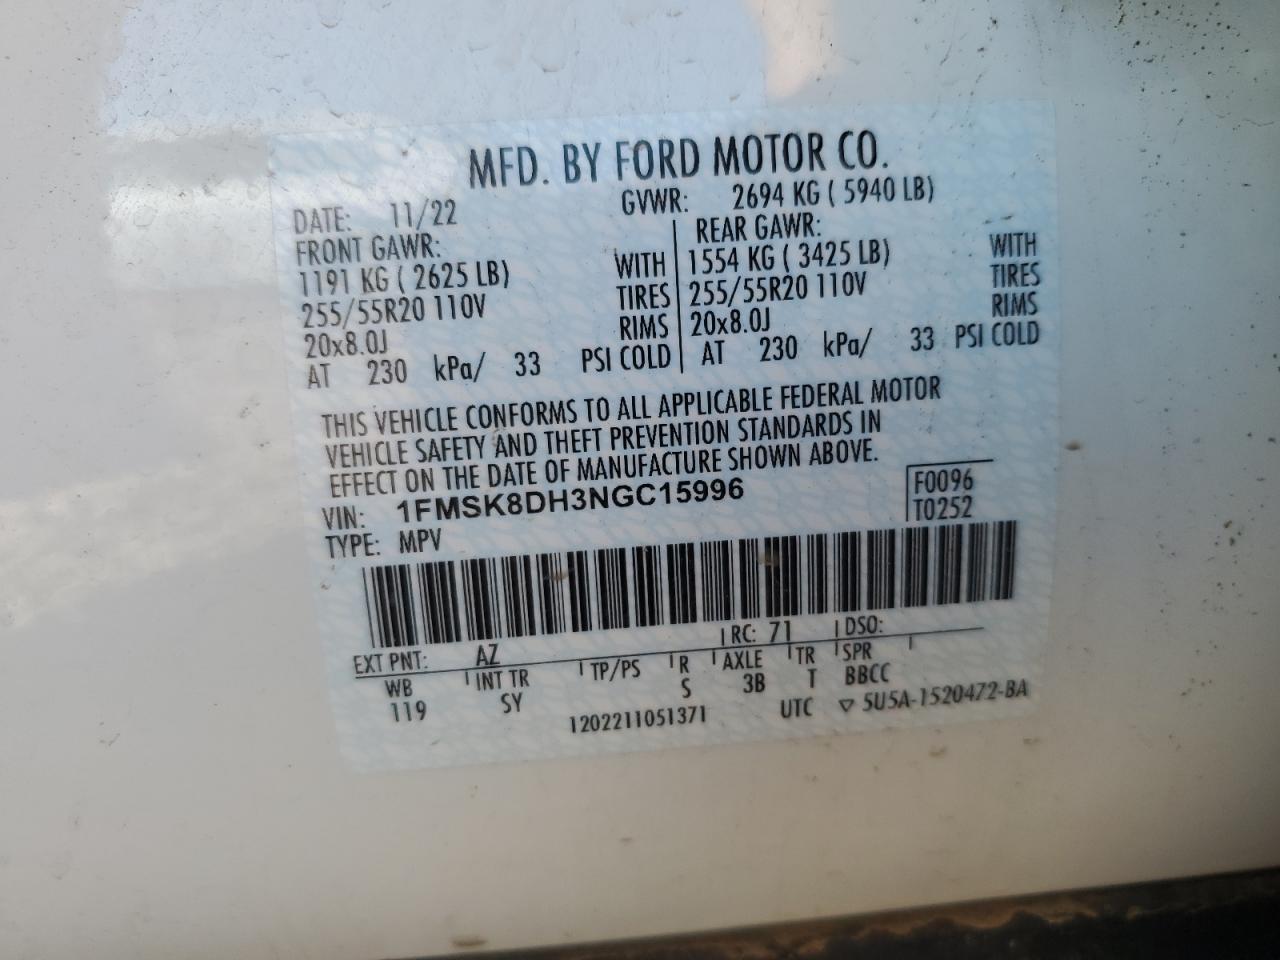 MFD. BY FORD MOTOR CO.
DATE: 11/22 GVWR: 2694 KG ( 5940 LB)
FRONT GAWR: REAR GAWR:
1191 KG ( 2625 LB) WITH 1554 KG ( 3425 LB) WITH
255/55R20 110V TIRES 255/55R20 110V TIRES
20x8.0J RIMS 20x8.0J RIMS
AT 230 kPa/ 33 PSI COLD AT 230 kPa/ 33 PSI COLD
THIS VEHICLE CONFORMS TO ALL APPLICABLE FEDERAL MOTOR
VEHICLE SAFETY AND THEFT PREVENTION STANDARDS IN
EFFECT ON THE DATE OF MANUFACTURE SHOWN ABOVE.
VIN: 1FMSK8DH3NGC15996 F0096
TYPE: MPV T0252
EXT PNT: AZ RC: 71 DSO:
WB INT TR TP/PS R AXLE TR SPR
119 SY S 3B T BBCC
1202211051371 UTC ▽ 5U5A-1520472-BA